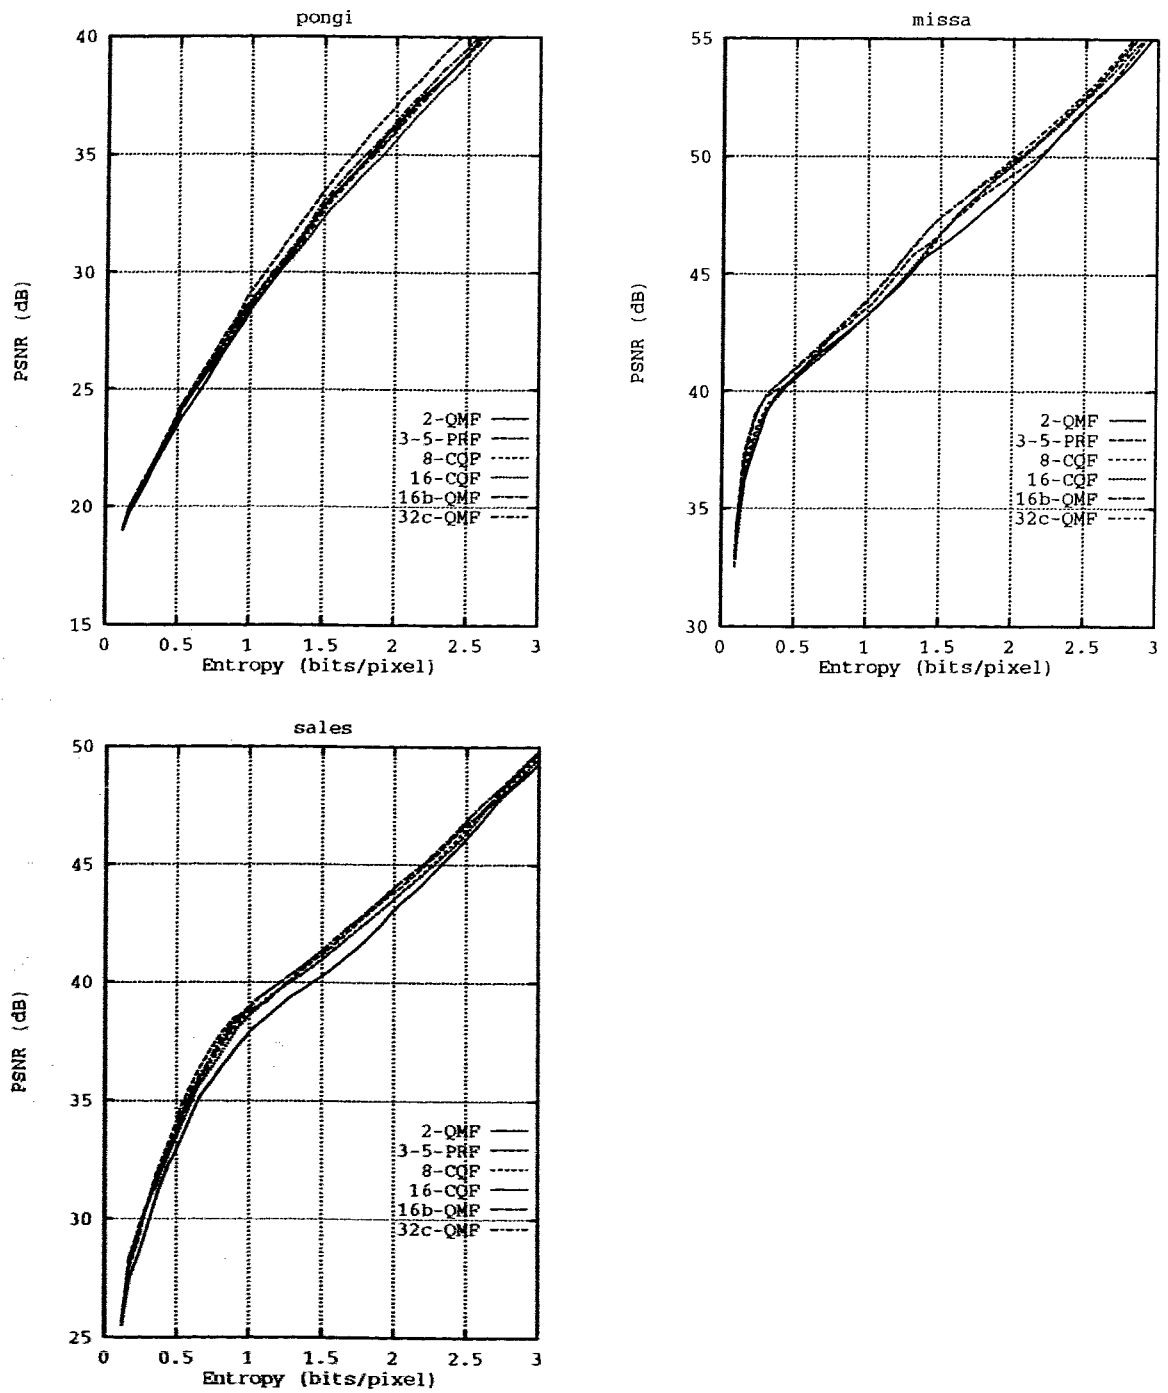 pongi
40
35
30
25
20
15
PSNR (dB)
2-QMF
3-5-PRF
8-CQF
16-CQF
16b-QMF
32c-QMF
0 0.5 1 1.5 2 2.5 3
Entropy (bits/pixel)
missa
55
50
45
40
35
30
PSNR (dB)
2-QMF
3-5-PRF
8-CQF
16-CQF
16b-QMF
32c-QMF
0 0.5 1 1.5 2 2.5 3
Entropy (bits/pixel)
sales
50
45
40
35
30
25
PSNR (dB)
2-QMF
3-5-PRF
8-CQF
16-CQF
16b-QMF
32c-QMF
0 0.5 1 1.5 2 2.5 3
Entropy (bits/pixel)